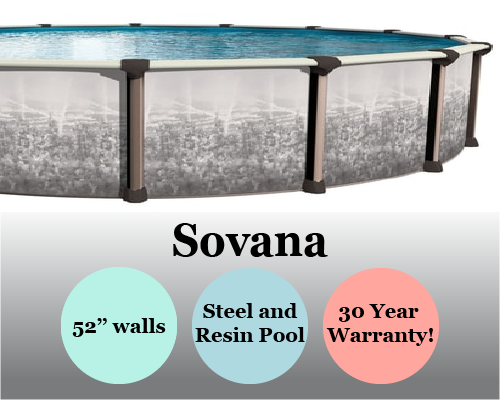 Sovana
52” walls
Steel and
Resin Pool
30 Year
Warranty!